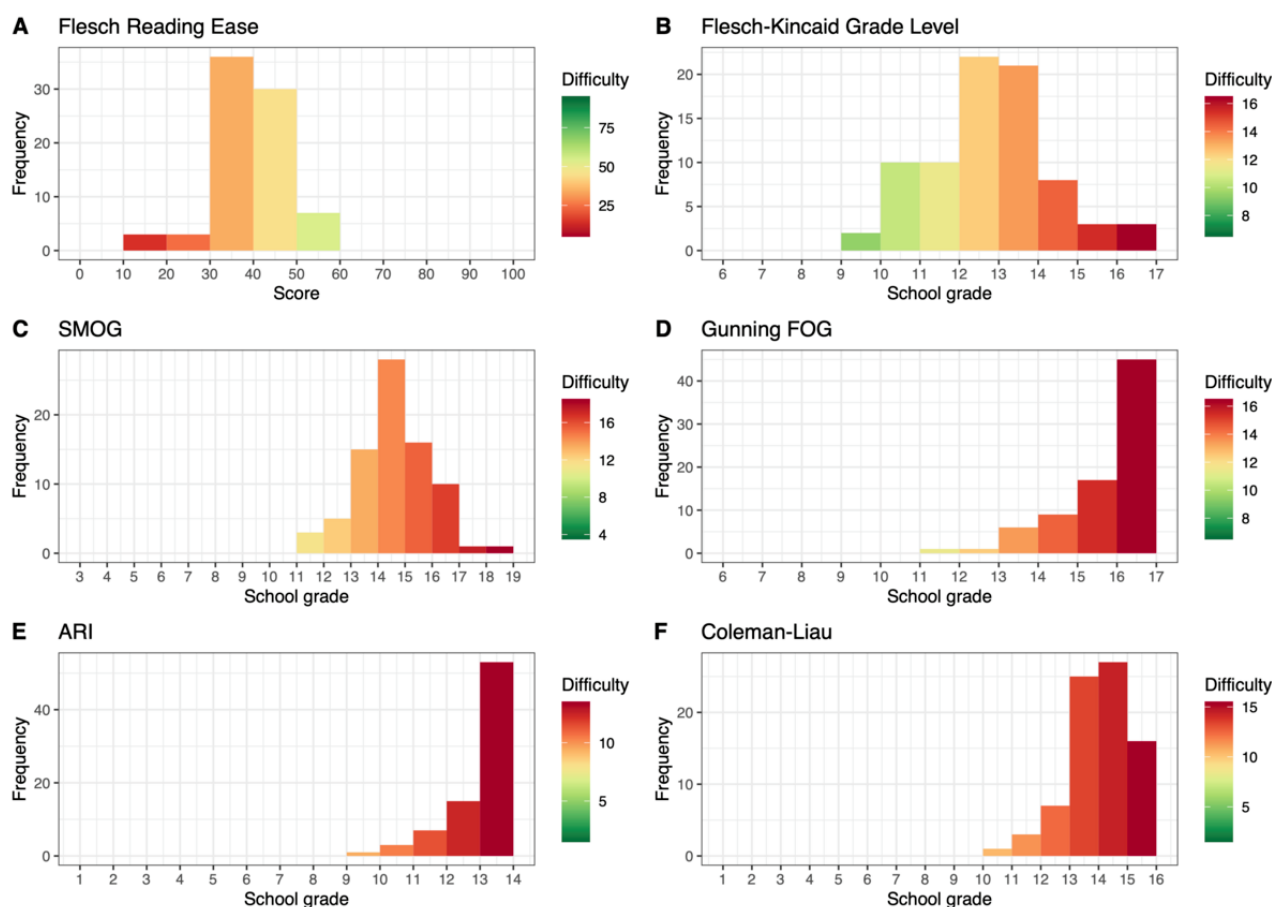 A Flesch Reading Ease
Frequency
30
20
10
0
0 10 20 30 40 50 60 70 80 90 100
Score
Difficulty
75
50
25
B Flesch-Kincaid Grade Level
Frequency
20
15
10
5
0
6 7 8 9 10 11 12 13 14 15 16 17
School grade
Difficulty
16
14
12
10
8
C SMOG
Frequency
20
10
0
3 4 5 6 7 8 9 10 11 12 13 14 15 16 17 18 19
School grade
Difficulty
16
12
8
4
D Gunning FOG
Frequency
40
30
20
10
0
6 7 8 9 10 11 12 13 14 15 16 17
School grade
Difficulty
16
14
12
10
8
E ARI
Frequency
40
20
0
1 2 3 4 5 6 7 8 9 10 11 12 13 14
School grade
Difficulty
10
5
F Coleman-Liau
Frequency
20
10
0
1 2 3 4 5 6 7 8 9 10 11 12 13 14 15 16
School grade
Difficulty
15
10
5